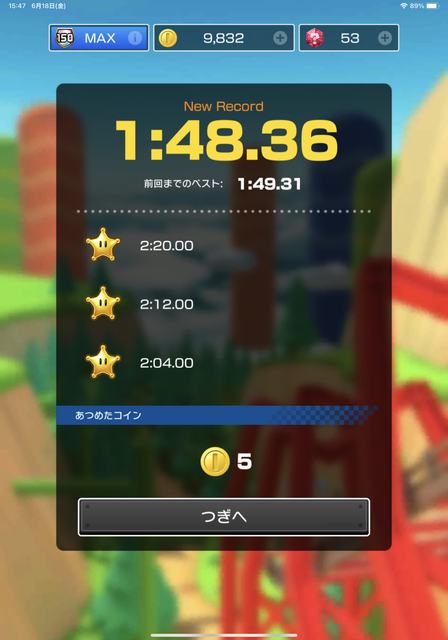 15:47 6月18日(金) 89%
150 MAX i 9,832 + ? 53 +
New Record
1:48.36
前回までのベスト: 1:49.31
2:20.00
2:12.00
2:04.00
あつめたコイン
5
つぎへ